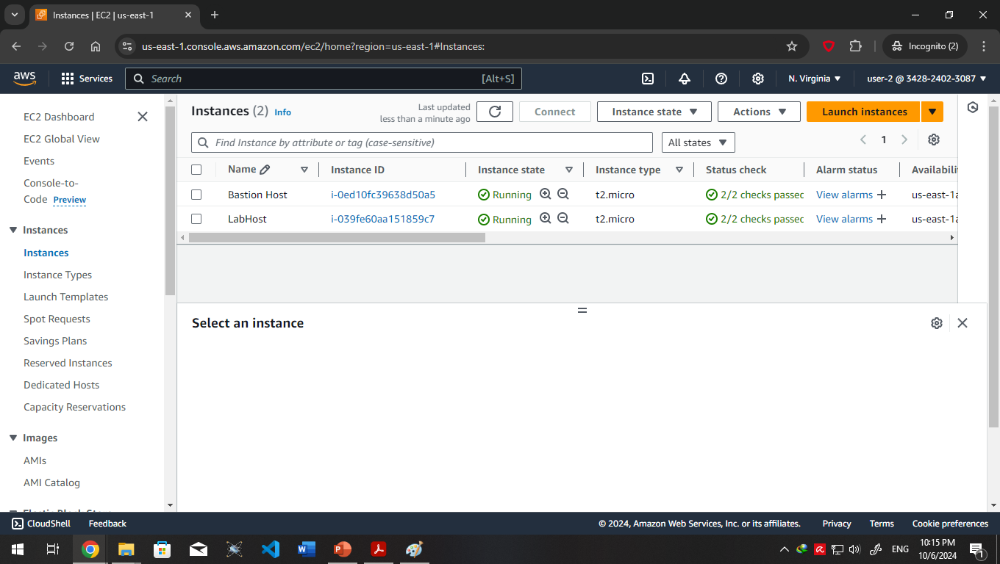 Instances | EC2 | us-east-1
us-east-1.console.aws.amazon.com/ec2/home?region=us-east-1#Instances:
Incognito (2)
aws
Services
Search
[Alt+S]
N. Virginia
user-2 @ 3428-2402-3087
EC2 Dashboard
EC2 Global View
Events
Console-to-
Code Preview
Instances
Instances
Instance Types
Launch Templates
Spot Requests
Savings Plans
Reserved Instances
Dedicated Hosts
Capacity Reservations
Images
AMIs
AMI Catalog
Instances (2) Info
Last updated
less than a minute ago
Connect
Instance state
Actions
Launch instances
Find Instance by attribute or tag (case-sensitive)
All states
1
Name Instance ID Instance state Instance type Status check Alarm status Availabili
Bastion Host i-0ed10fc39638d50a5 Running t2.micro 2/2 checks passec View alarms + us-east-1a
LabHost i-039fe60aa151859c7 Running t2.micro 2/2 checks passec View alarms + us-east-1a
Select an instance
CloudShell
Feedback
© 2024, Amazon Web Services, Inc. or its affiliates.
Privacy
Terms
Cookie preferences
ENG
10:15 PM
10/6/2024
1